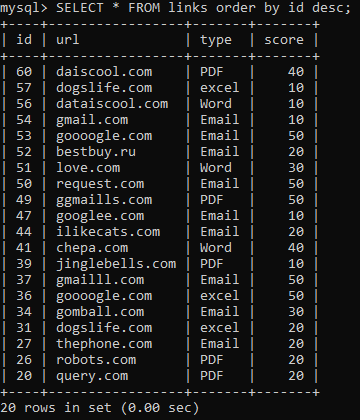 mysql> SELECT * FROM links order by id desc;
+----+------------------+-------+-------+
| id | url              | type  | score |
+----+------------------+-------+-------+
| 60 | daiscool.com     | PDF   |    40 |
| 57 | dogslife.com     | excel |    10 |
| 56 | dataiscool.com   | Word  |    10 |
| 54 | gmail.com        | Email |    10 |
| 53 | goooogle.com     | Email |    50 |
| 52 | bestbuy.ru       | Email |    20 |
| 51 | love.com         | Word  |    30 |
| 50 | request.com      | Email |    50 |
| 49 | ggmaills.com     | PDF   |    50 |
| 47 | googlee.com      | Email |    10 |
| 44 | ilikecats.com    | Email |    20 |
| 41 | chepa.com        | Word  |    40 |
| 39 | jinglebells.com  | PDF   |    10 |
| 37 | gmailll.com      | Email |    50 |
| 36 | goooogle.com     | excel |    50 |
| 34 | gomball.com      | Email |    30 |
| 31 | dogslife.com     | excel |    20 |
| 27 | thephone.com     | Email |    20 |
| 26 | robots.com       | PDF   |    20 |
| 20 | query.com        | PDF   |    20 |
+----+------------------+-------+-------+
20 rows in set (0.00 sec)